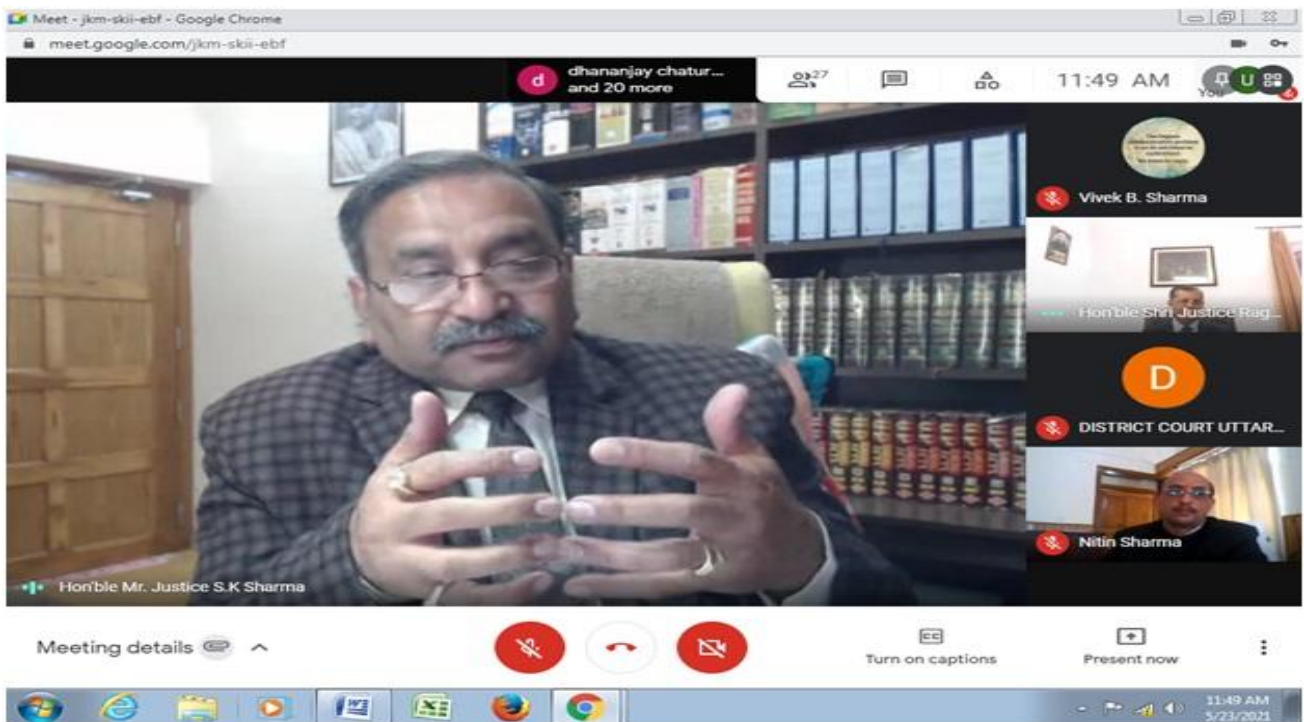 Meet - jkm-skii-ebf - Google Chrome
meet.google.com/jkm-skii-ebf
d
dhananjay chatur...
and 20 more
27
11:49 AM
You
U
Vivek B. Sharma
Hon'ble Shri Justice Rag...
D
DISTRICT COURT UTTAR...
Nitin Sharma
Hon'ble Mr. Justice S.K Sharma
Meeting details
CC
Turn on captions
Present now
11:49 AM
5/23/2021